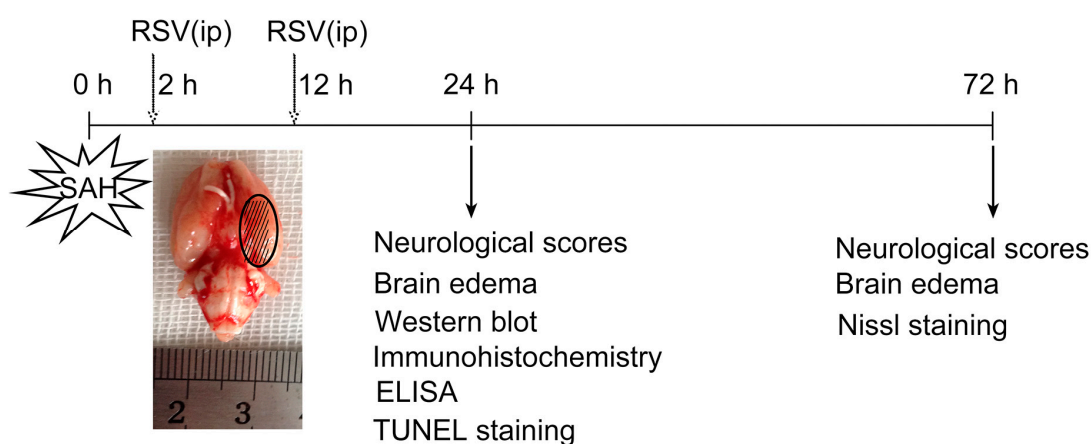 RSV(ip) RSV(ip)
0 h 2 h 12 h 24 h 72 h
SAH
Neurological scores
Brain edema
Western blot
Immunohistochemistry
ELISA
TUNEL staining
Neurological scores
Brain edema
Nissl staining
2 3